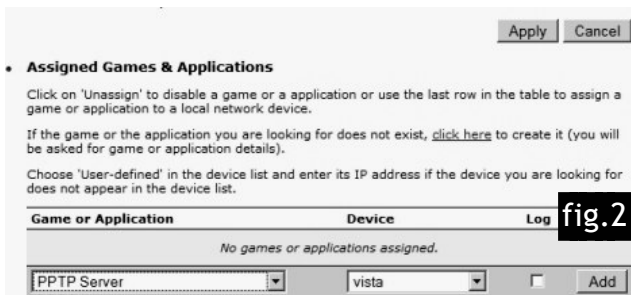 Apply Cancel
• Assigned Games & Applications
Click on 'Unassign' to disable a game or a application or use the last row in the table to assign a
game or application to a local network device.
If the game or the application you are looking for does not exist, click here to create it (you will
be asked for game or application details).
Choose 'User-defined' in the device list and enter its IP address if the device you are looking for
does not appear in the device list.
Game or Application Device Log
fig.2
No games or applications assigned.
PPTP Server vista Add